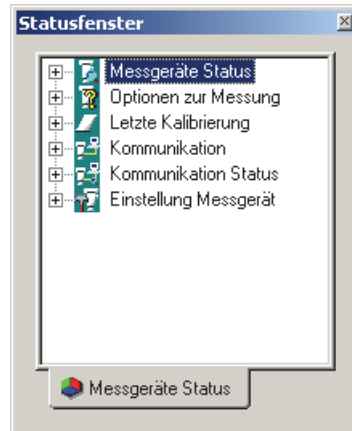 Statusfenster
Messgeräte Status
Optionen zur Messung
Letzte Kalibrierung
Kommunikation
Kommunikation Status
Einstellung Messgerät
Messgeräte Status